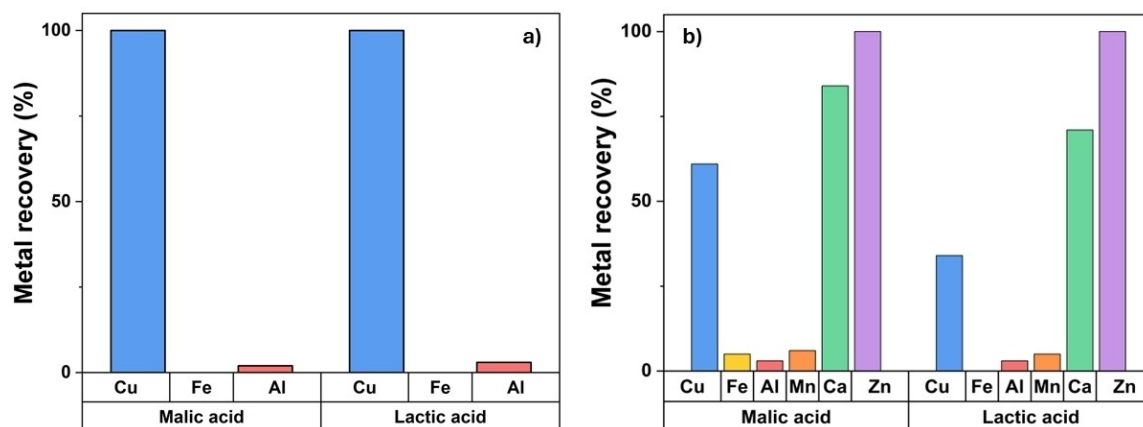 a)
Metal recovery (%)
100
50
0
Cu Fe Al Cu Fe Al
Malic acid Lactic acid
b)
Metal recovery (%)
100
50
0
Cu Fe Al Mn Ca Zn Cu Fe Al Mn Ca Zn
Malic acid Lactic acid